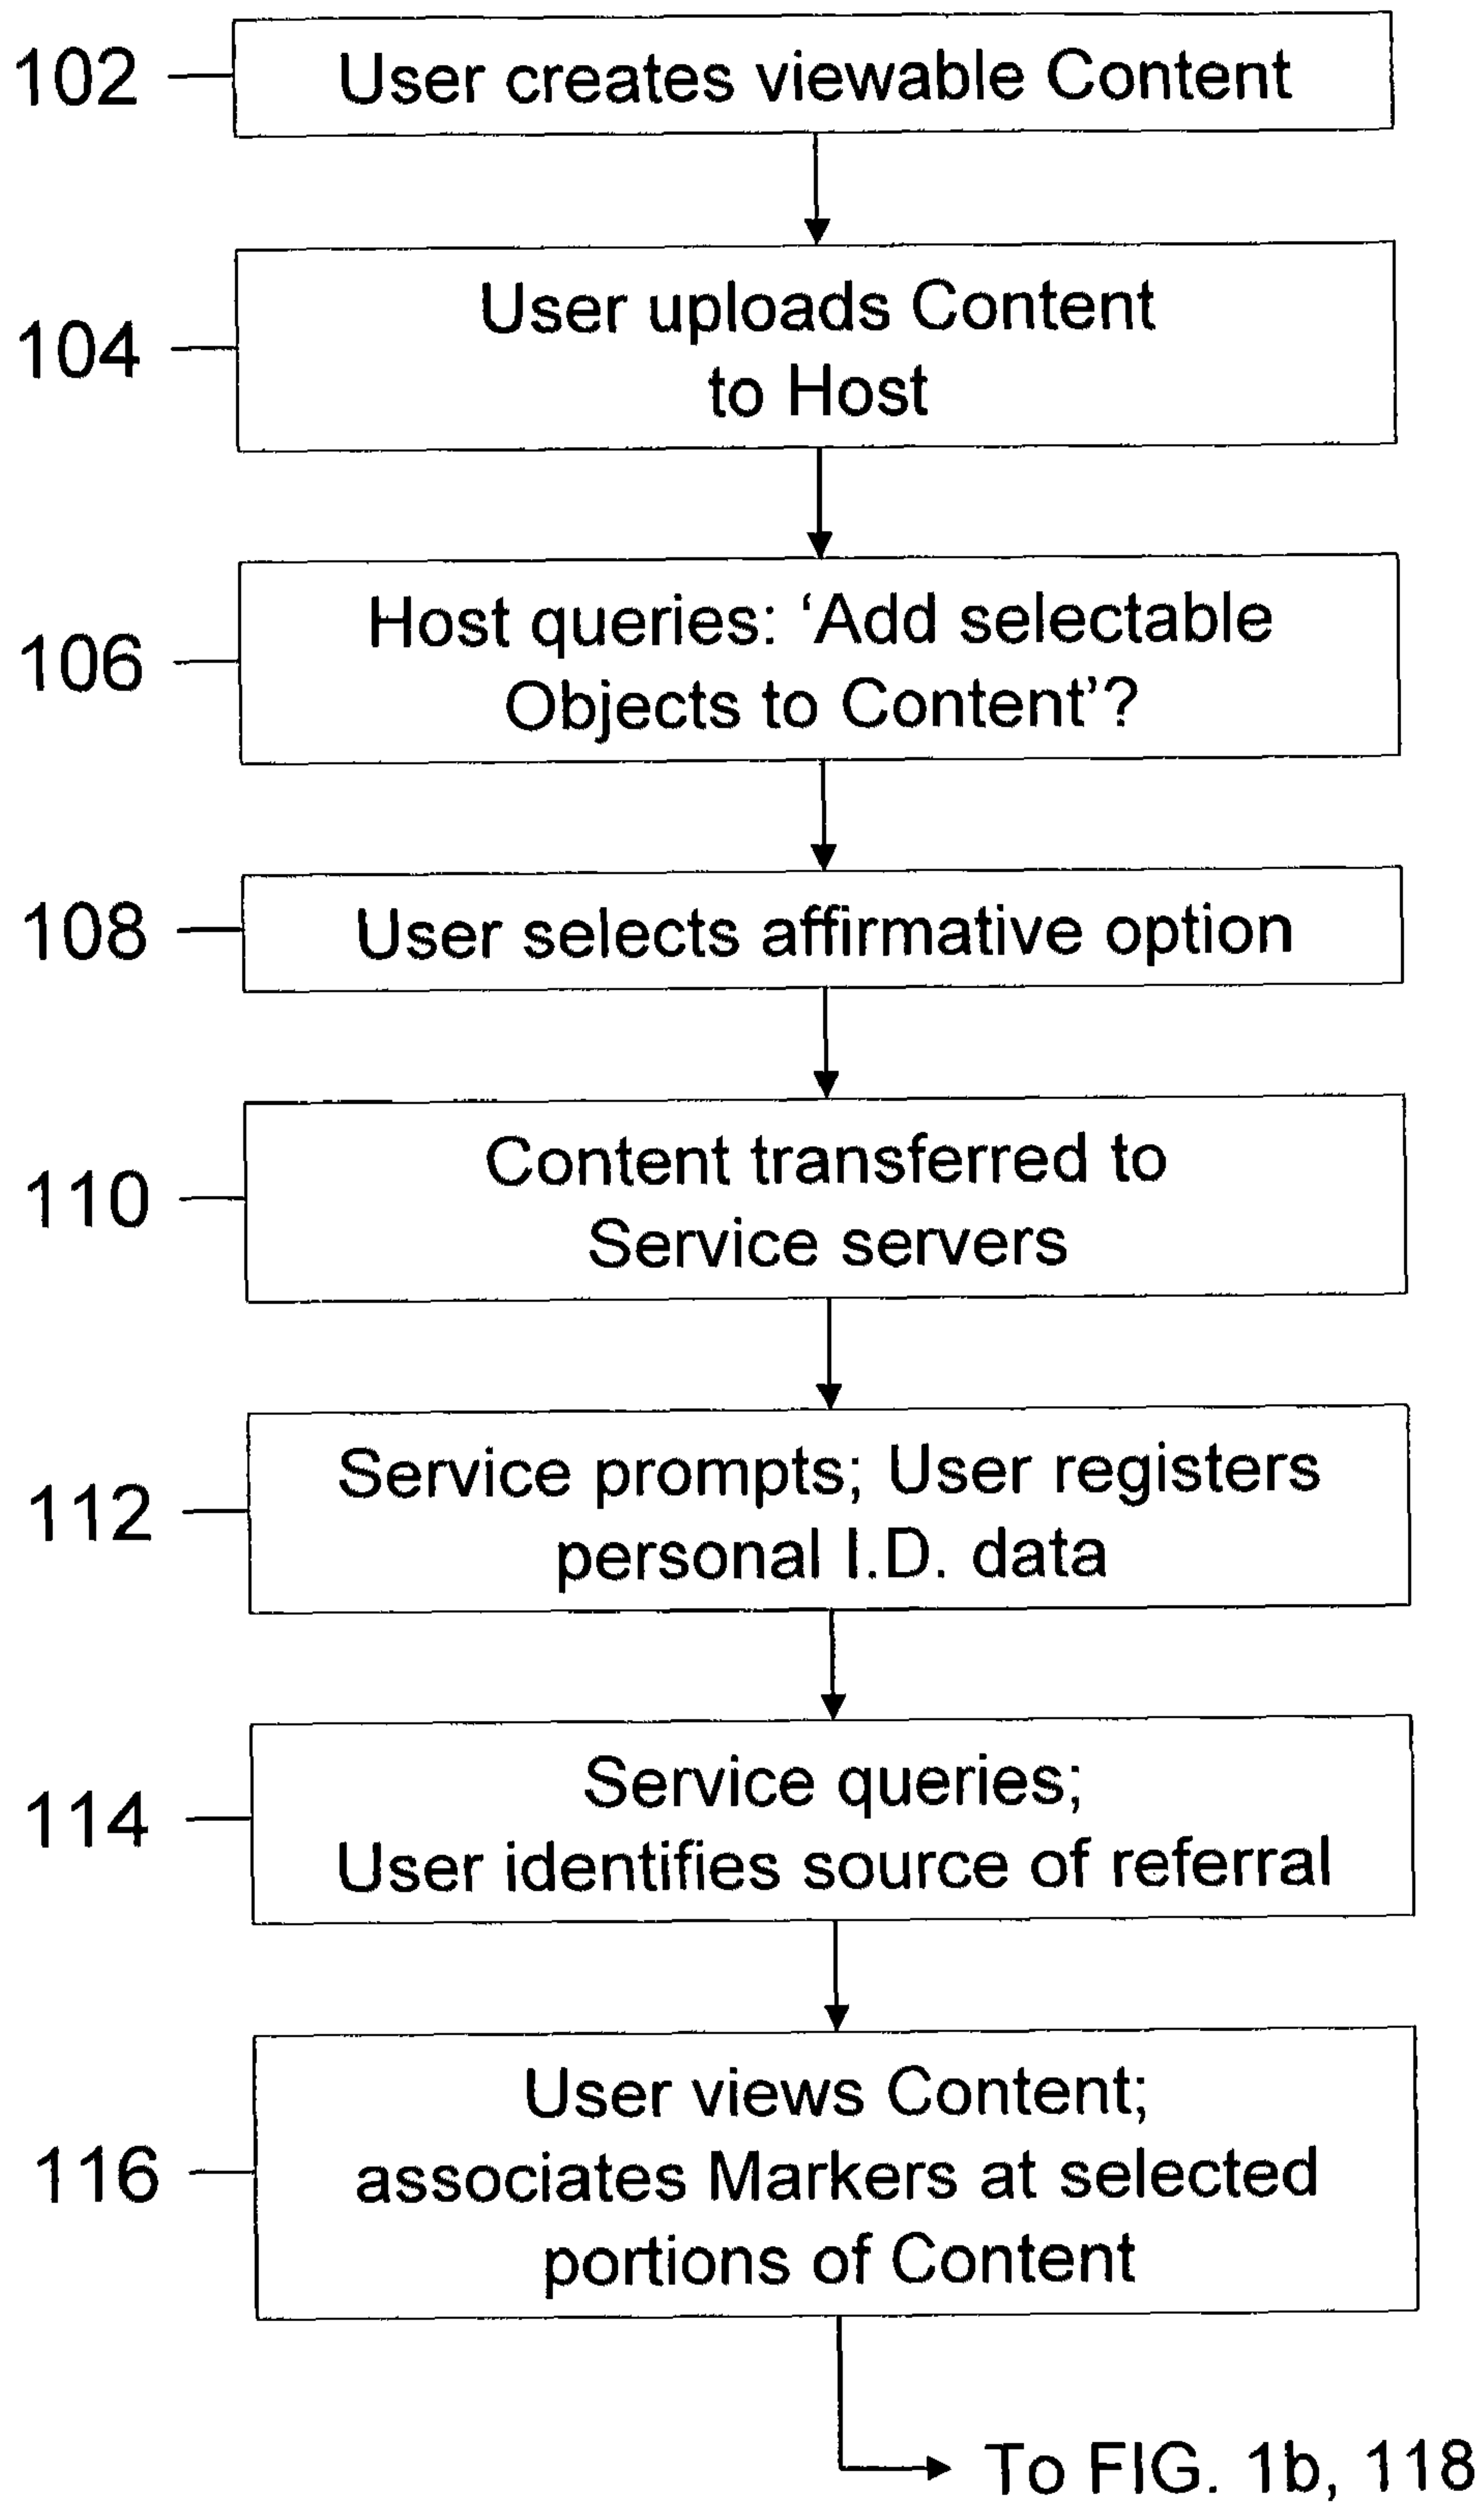 102
User creates viewable Content
104
User uploads Content
to Host
106
Host queries: ‘Add selectable
Objects to Content’?
108
User selects affirmative option
110
Content transferred to
Service servers
112
Service prompts; User registers
personal I.D. data
114
Service queries;
User identifies source of referral
116
User views Content;
associates Markers at selected
portions of Content
To FIG. 1b, 118